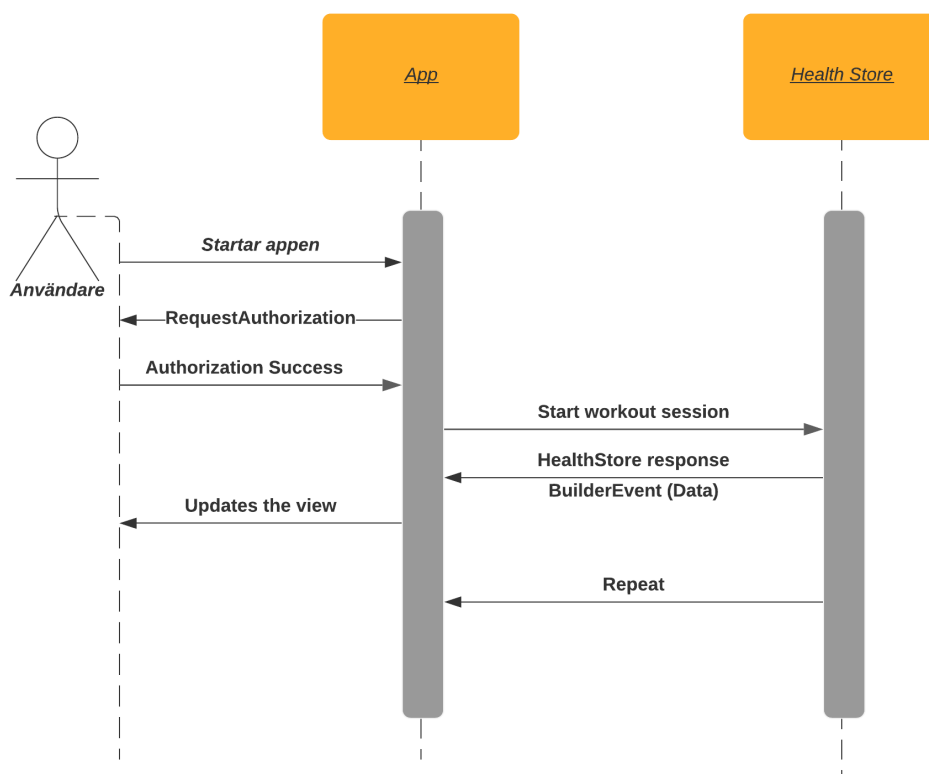 App
Health Store
Startar appen
Användare
RequestAuthorization
Authorization Success
Start workout session
HealthStore response
BuilderEvent (Data)
Updates the view
Repeat